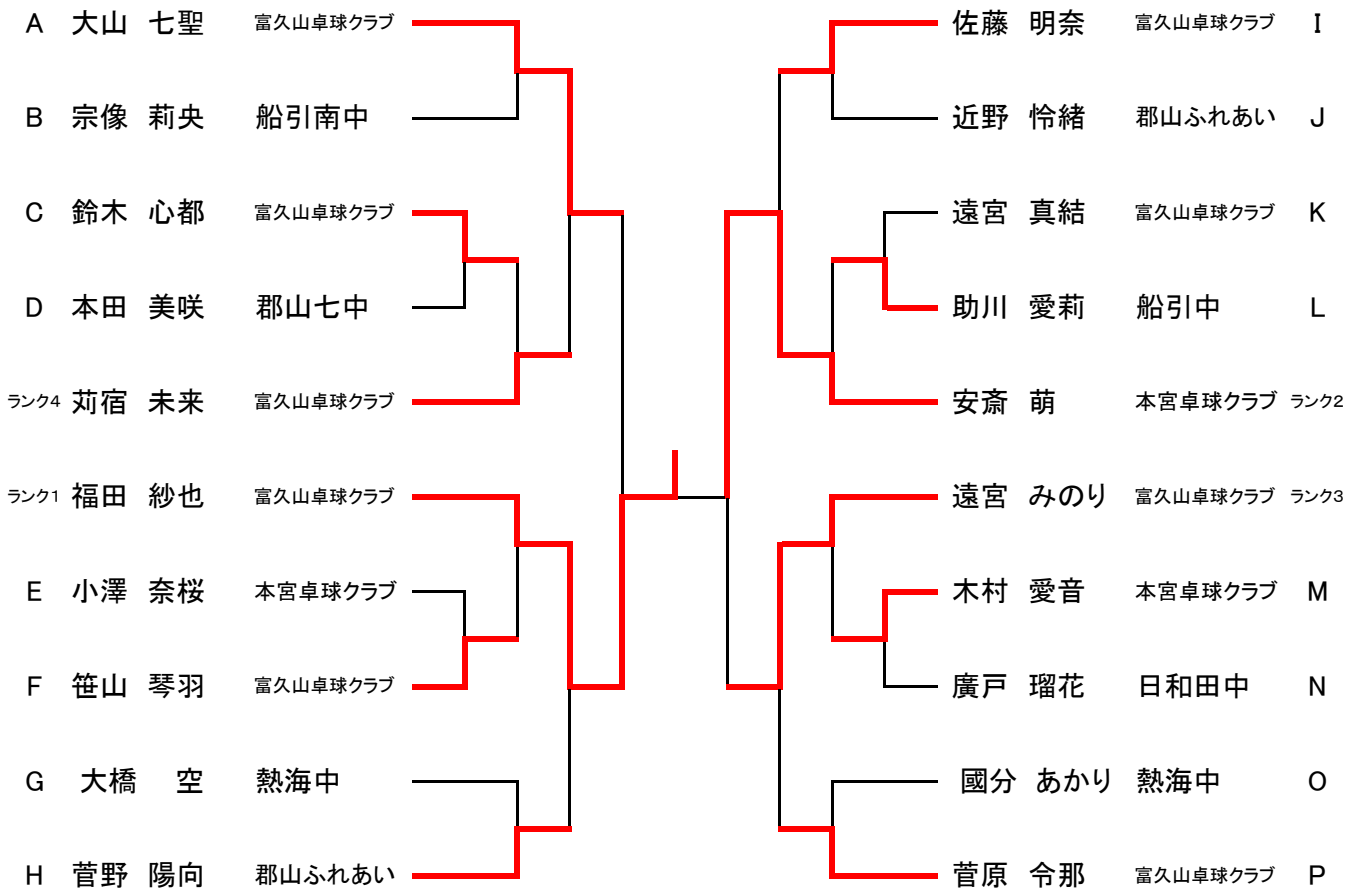 A 大山 七聖 富久山卓球クラブ
B 宗像 莉央 船引南中
C 鈴木 心都 富久山卓球クラブ
D 本田 美咲 郡山七中
ランク4 苅宿 未来 富久山卓球クラブ
ランク1 福田 紗也 富久山卓球クラブ
E 小澤 奈桜 本宮卓球クラブ
F 笹山 琴羽 富久山卓球クラブ
G 大橋 空 熱海中
H 菅野 陽向 郡山ふれあい
佐藤 明奈 富久山卓球クラブ I
近野 怜緒 郡山ふれあい J
遠宮 真結 富久山卓球クラブ K
助川 愛莉 船引中 L
安斎 萌 本宮卓球クラブ ランク2
遠宮 みのり 富久山卓球クラブ ランク3
木村 愛音 本宮卓球クラブ M
廣戸 瑠花 日和田中 N
國分 あかり 熱海中 O
菅原 令那 富久山卓球クラブ P